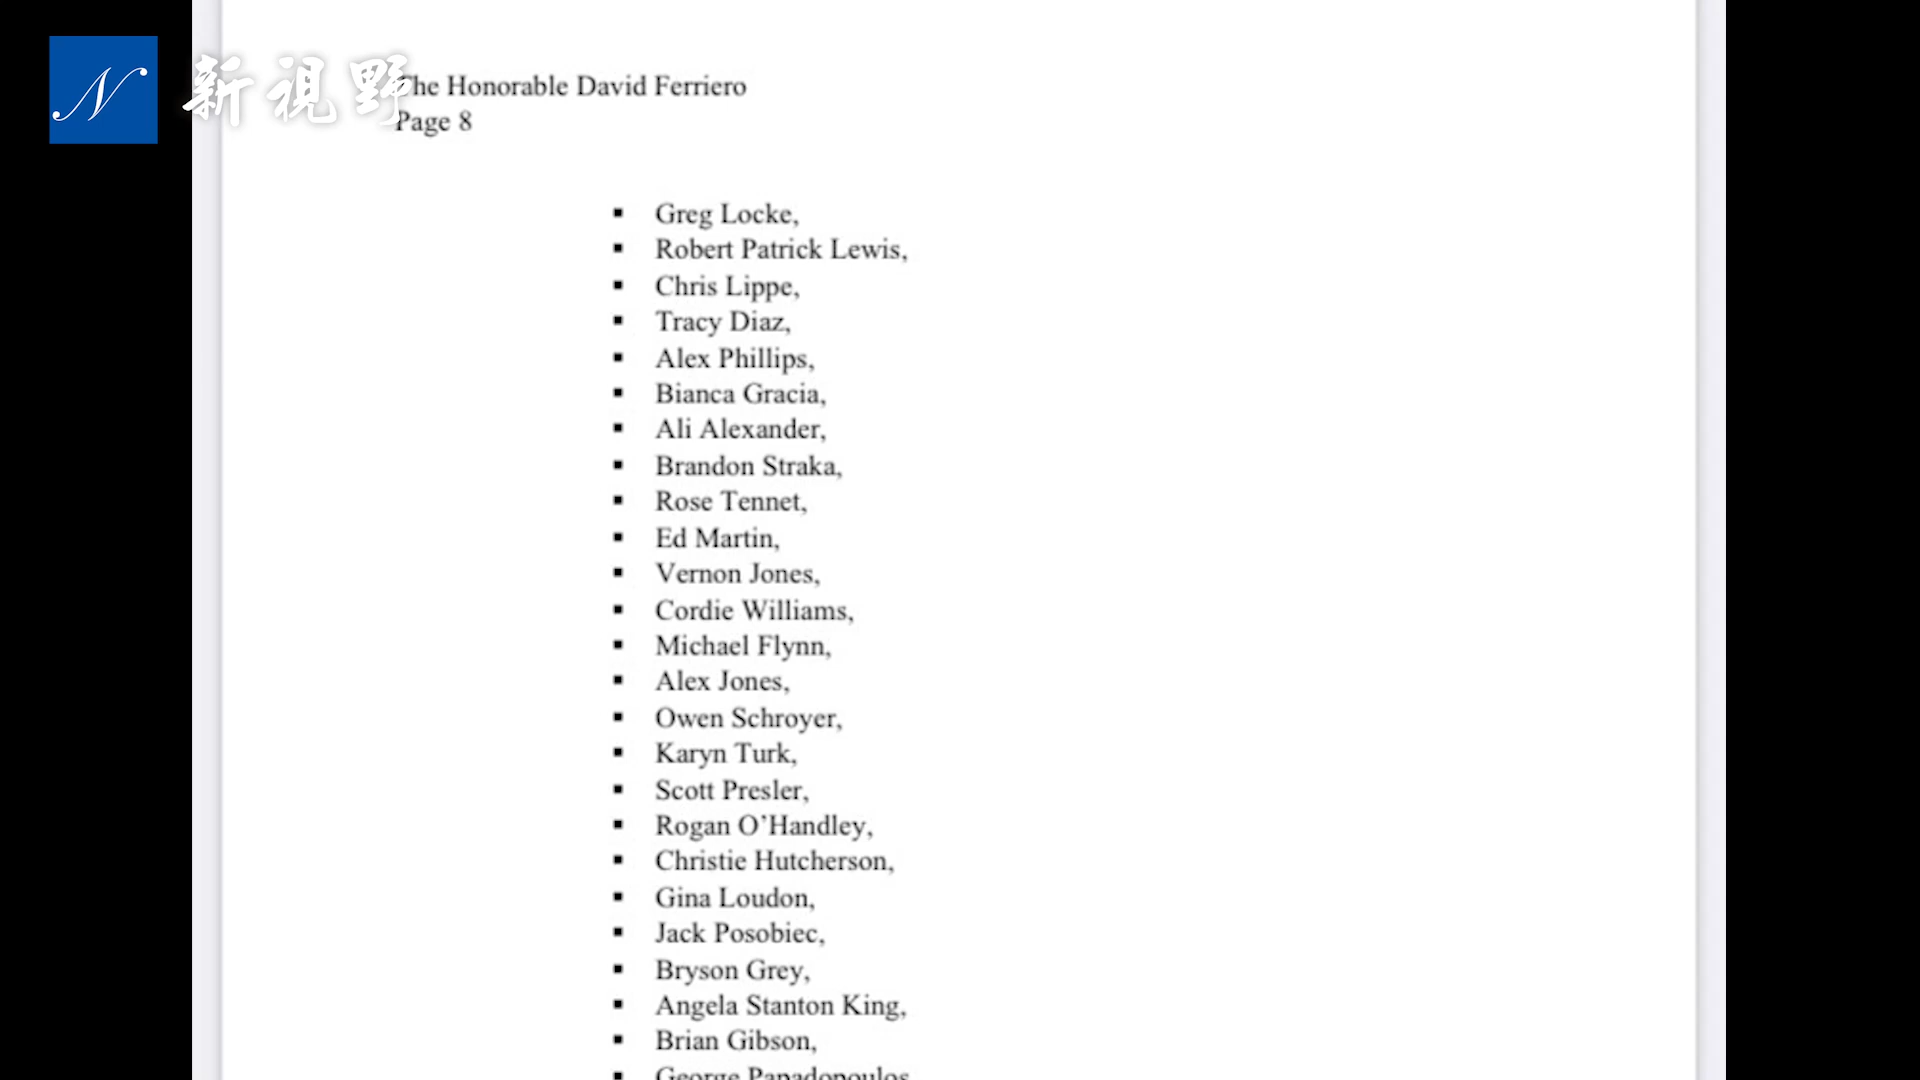 N 新視野
The Honorable David Ferriero
Page 8
▪ Greg Locke,
▪ Robert Patrick Lewis,
▪ Chris Lippe,
▪ Tracy Diaz,
▪ Alex Phillips,
▪ Bianca Gracia,
▪ Ali Alexander,
▪ Brandon Straka,
▪ Rose Tennet,
▪ Ed Martin,
▪ Vernon Jones,
▪ Cordie Williams,
▪ Michael Flynn,
▪ Alex Jones,
▪ Owen Schroyer,
▪ Karyn Turk,
▪ Scott Presler,
▪ Rogan O’Handley,
▪ Christie Hutcherson,
▪ Gina Loudon,
▪ Jack Posobiec,
▪ Bryson Grey,
▪ Angela Stanton King,
▪ Brian Gibson,
▪ George Papadopoulos